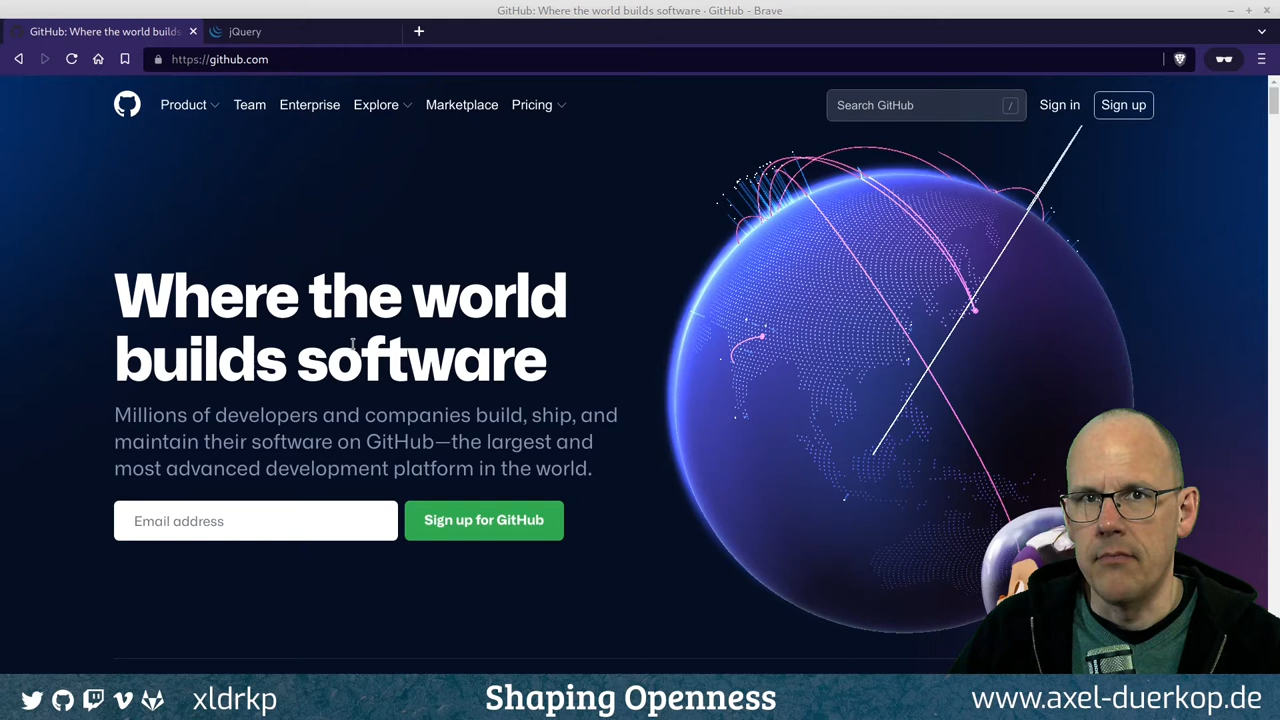 GitHub: Where the world builds software · GitHub - Brave
GitHub: Where the world builds
jQuery
https://github.com
Product
Team
Enterprise
Explore
Marketplace
Pricing
Search GitHub
/
Sign in
Sign up
Where the world
builds software
Millions of developers and companies build, ship, and
maintain their software on GitHub—the largest and
most advanced development platform in the world.
Email address
Sign up for GitHub
xldrkp
Shaping Openness
www.axel-duerkop.de